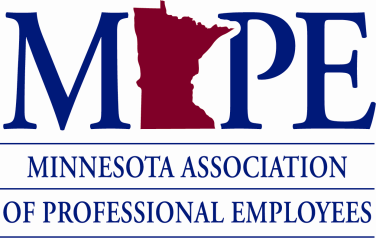 M PE
MINNESOTA ASSOCIATION
OF PROFESSIONAL EMPLOYEES